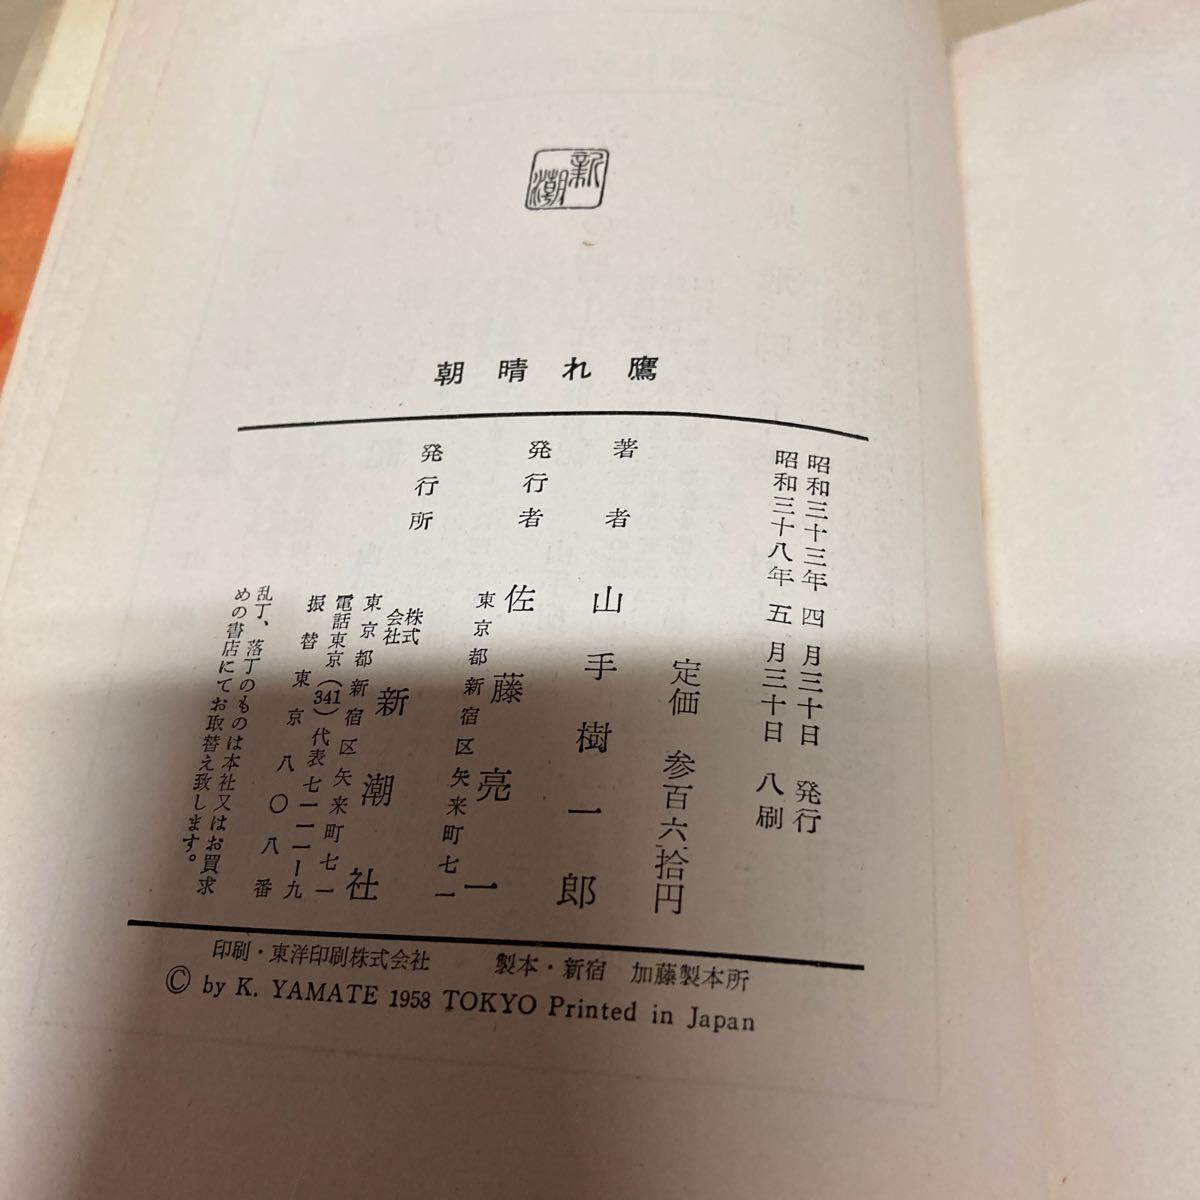 新潮
朝晴れ鷹
昭和三十三年四月三十日 発行
昭和三十八年五月三十日 八刷
定価 参百六拾円
著者 山手樹一郎
発行者 佐藤亮一
東京都新宿区矢来町七一
発行所 株式会社 新潮社
東京都新宿区矢来町七一
電話東京(341)代表七一一一-九
振替東京八〇八番
乱丁、落丁のものは本社又はお買求
めの書店にてお取替え致します。
印刷・東洋印刷株式会社 製本・新宿 加藤製本所
© by K. YAMATE 1958 TOKYO Printed in Japan